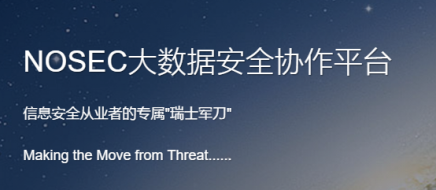 NOSEC大数据安全协作平台
信息安全从业者的专属"瑞士军刀"
Making the Move from Threat......